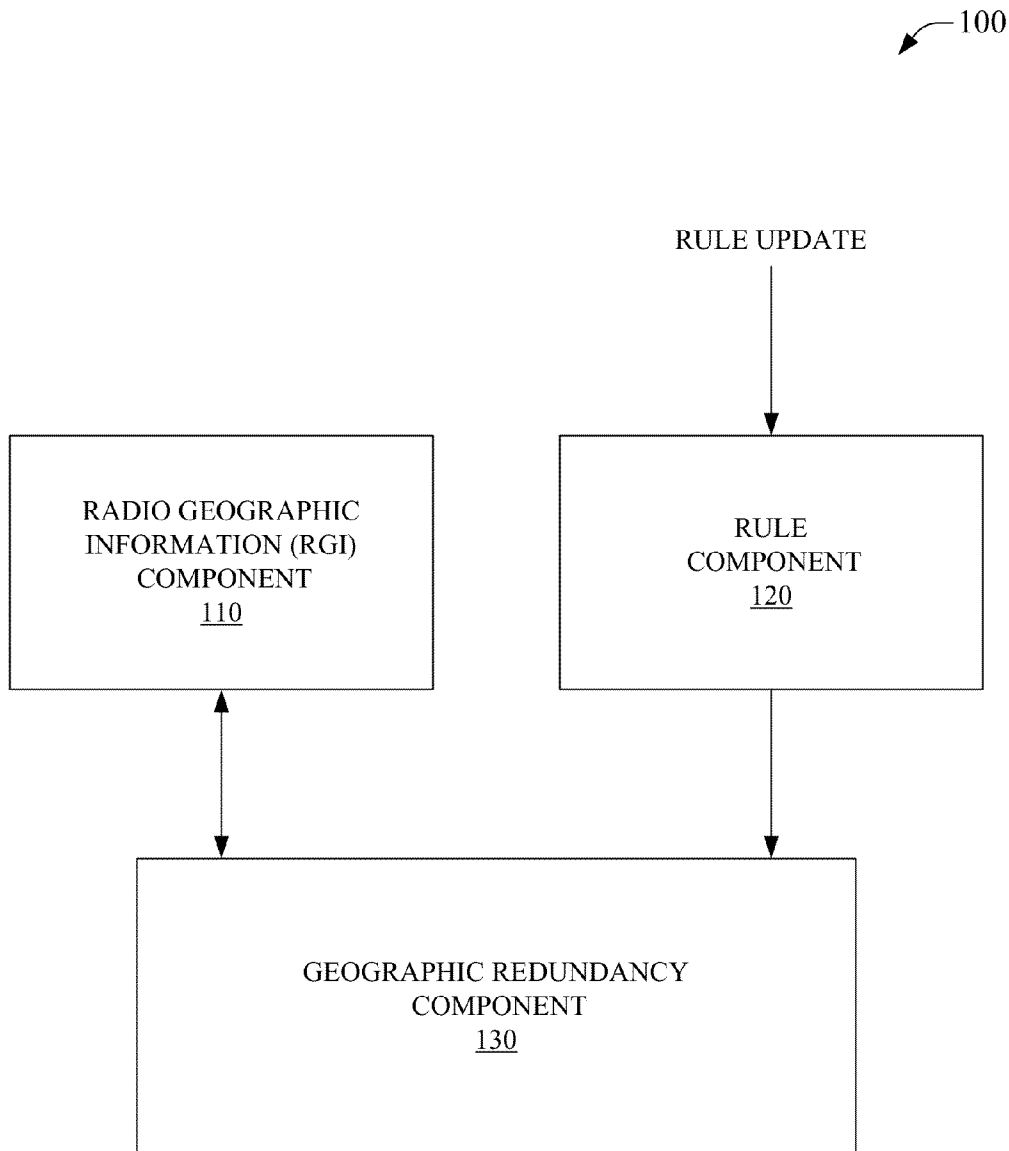 100
RULE UPDATE
RADIO GEOGRAPHIC
INFORMATION (RGI)
COMPONENT
110
RULE
COMPONENT
120
GEOGRAPHIC REDUNDANCY
COMPONENT
130